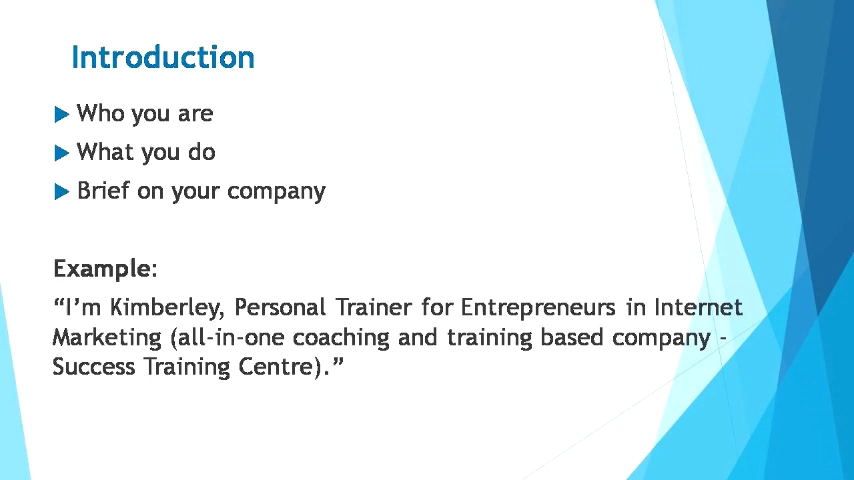 Introduction
Who you are
What you do
Brief on your company
Example:
“I’m Kimberley, Personal Trainer for Entrepreneurs in Internet
Marketing (all-in-one coaching and training based company -
Success Training Centre).”